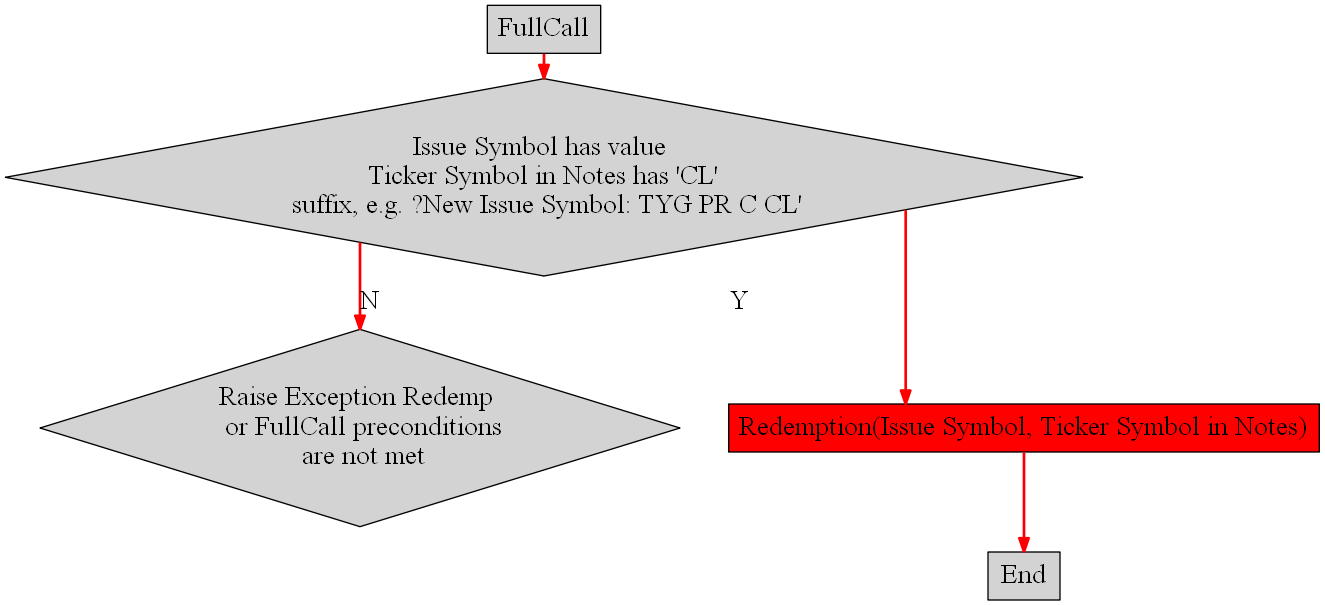 FullCall
Issue Symbol has value
Ticker Symbol in Notes has 'CL'
suffix, e.g. ?New Issue Symbol: TYG PR C CL'
N
Y
Raise Exception Redemp
or FullCall preconditions
are not met
Redemption(Issue Symbol, Ticker Symbol in Notes)
End